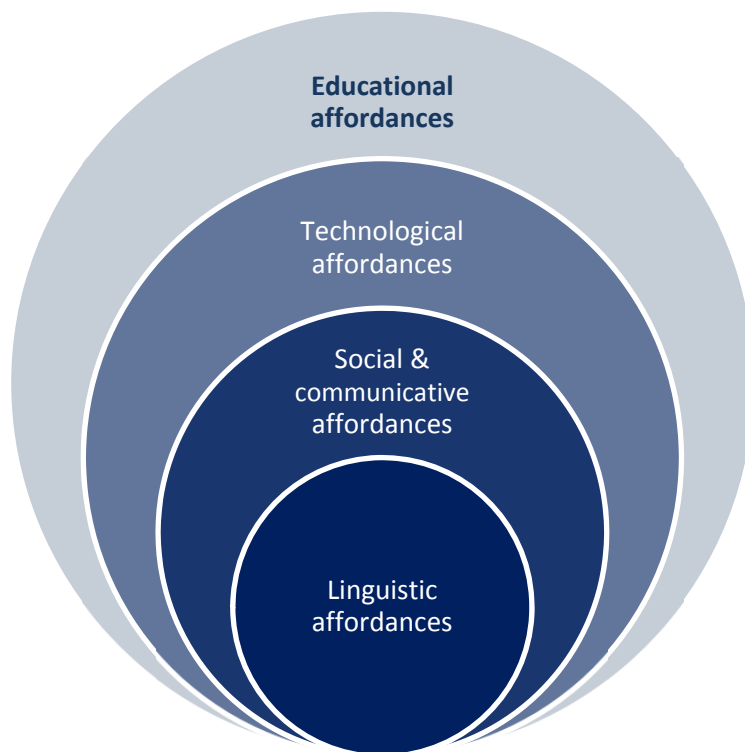 Educational
affordances
Technological
affordances
Social &
communicative
affordances
Linguistic
affordances